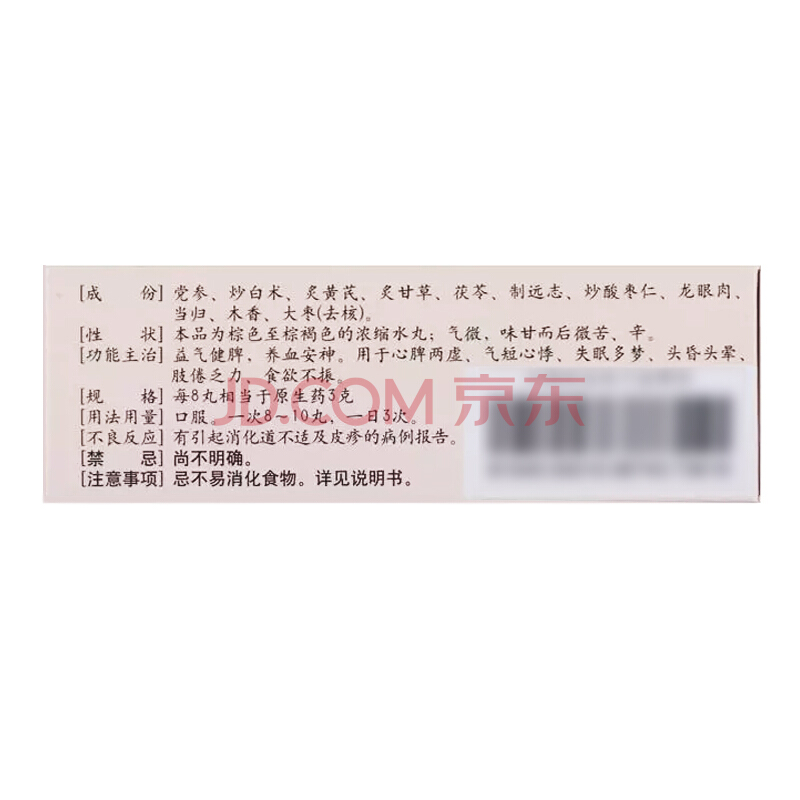 [成 份] 党参、炒白术、炙黄芪、炙甘草、茯苓、制远志、炒酸枣仁、龙眼肉、
当归、木香、大枣(去核)。
[性 状] 本品为棕色至棕褐色的浓缩水丸；气微，味甘而后微苦、辛。
[功能主治] 益气健脾，养血安神。用于心脾两虚、气短心悸、失眠多梦、头昏头晕、
肢倦乏力、食欲不振。
[规 格] 每8丸相当于原生药3克
[用法用量] 口服。一次8～10丸，一日3次。
[不良反应] 有引起消化道不适及皮疹的病例报告。
[禁 忌] 尚不明确。
[注意事项] 忌不易消化食物。详见说明书。
JD.COM 京东